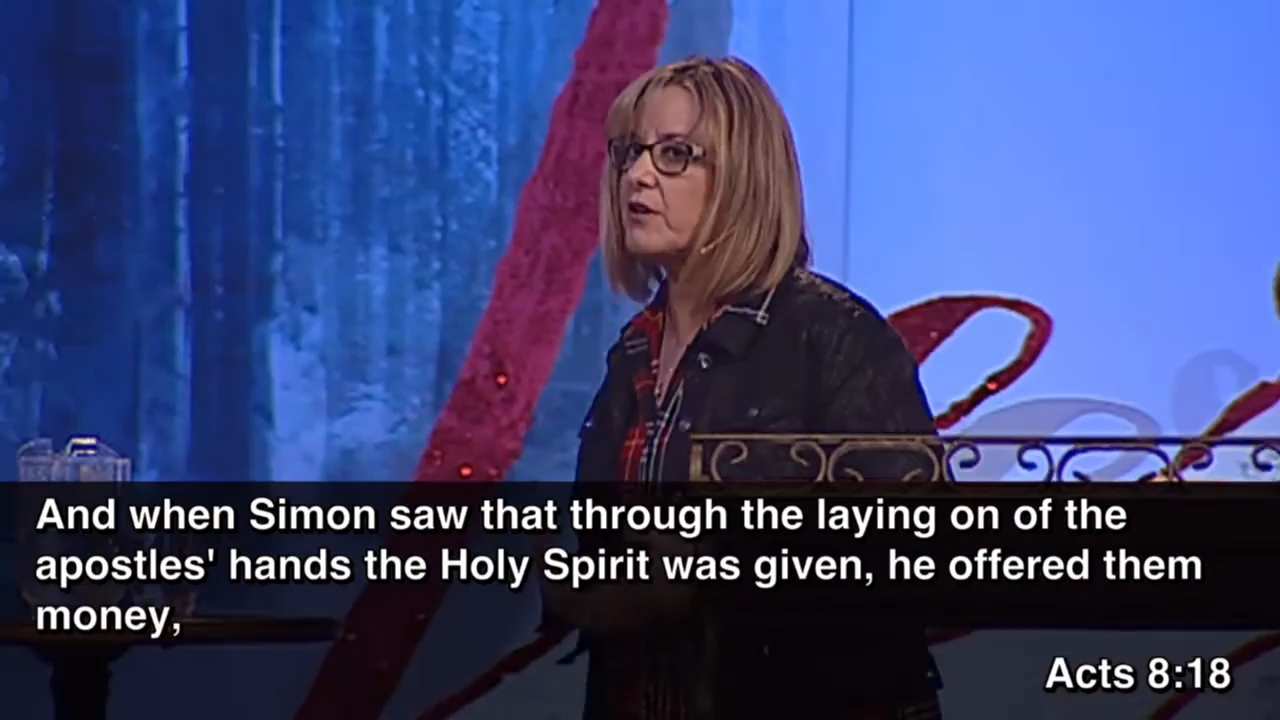 And when Simon saw that through the laying on of the
apostles' hands the Holy Spirit was given, he offered them
money,
Acts 8:18